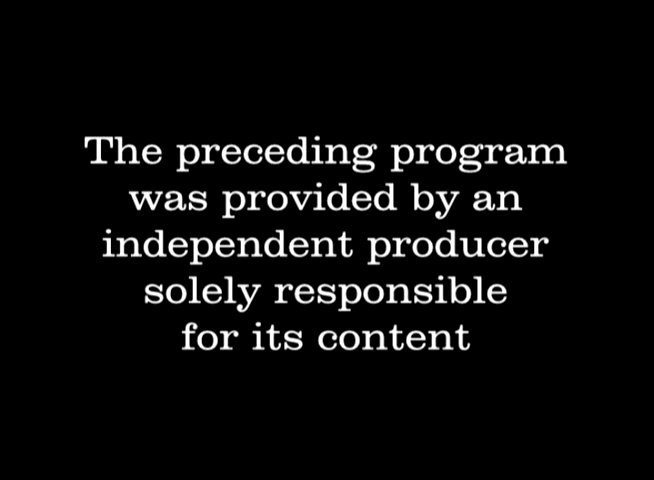 The preceding program
was provided by an
independent producer
solely responsible
for its content